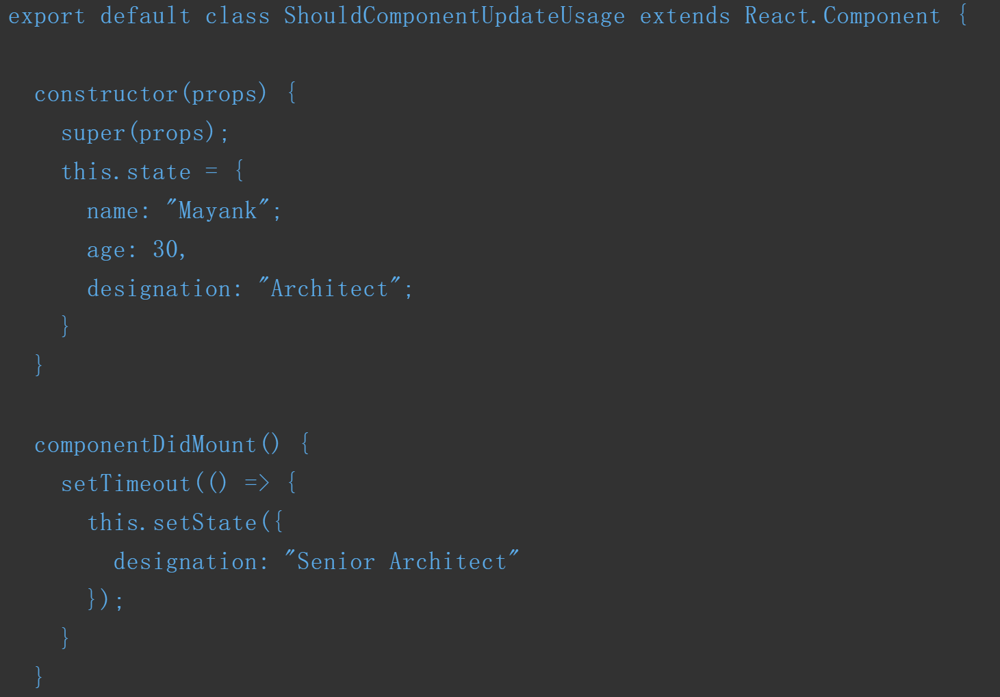 export default class ShouldComponentUpdateUsage extends React.Component {

  constructor(props) {
    super(props);
    this.state = {
      name: "Mayank";
      age: 30,
      designation: "Architect";
    }
  }

  componentDidMount() {
    setTimeout(() => {
      this.setState({
        designation: "Senior Architect"
      });
    }
  }